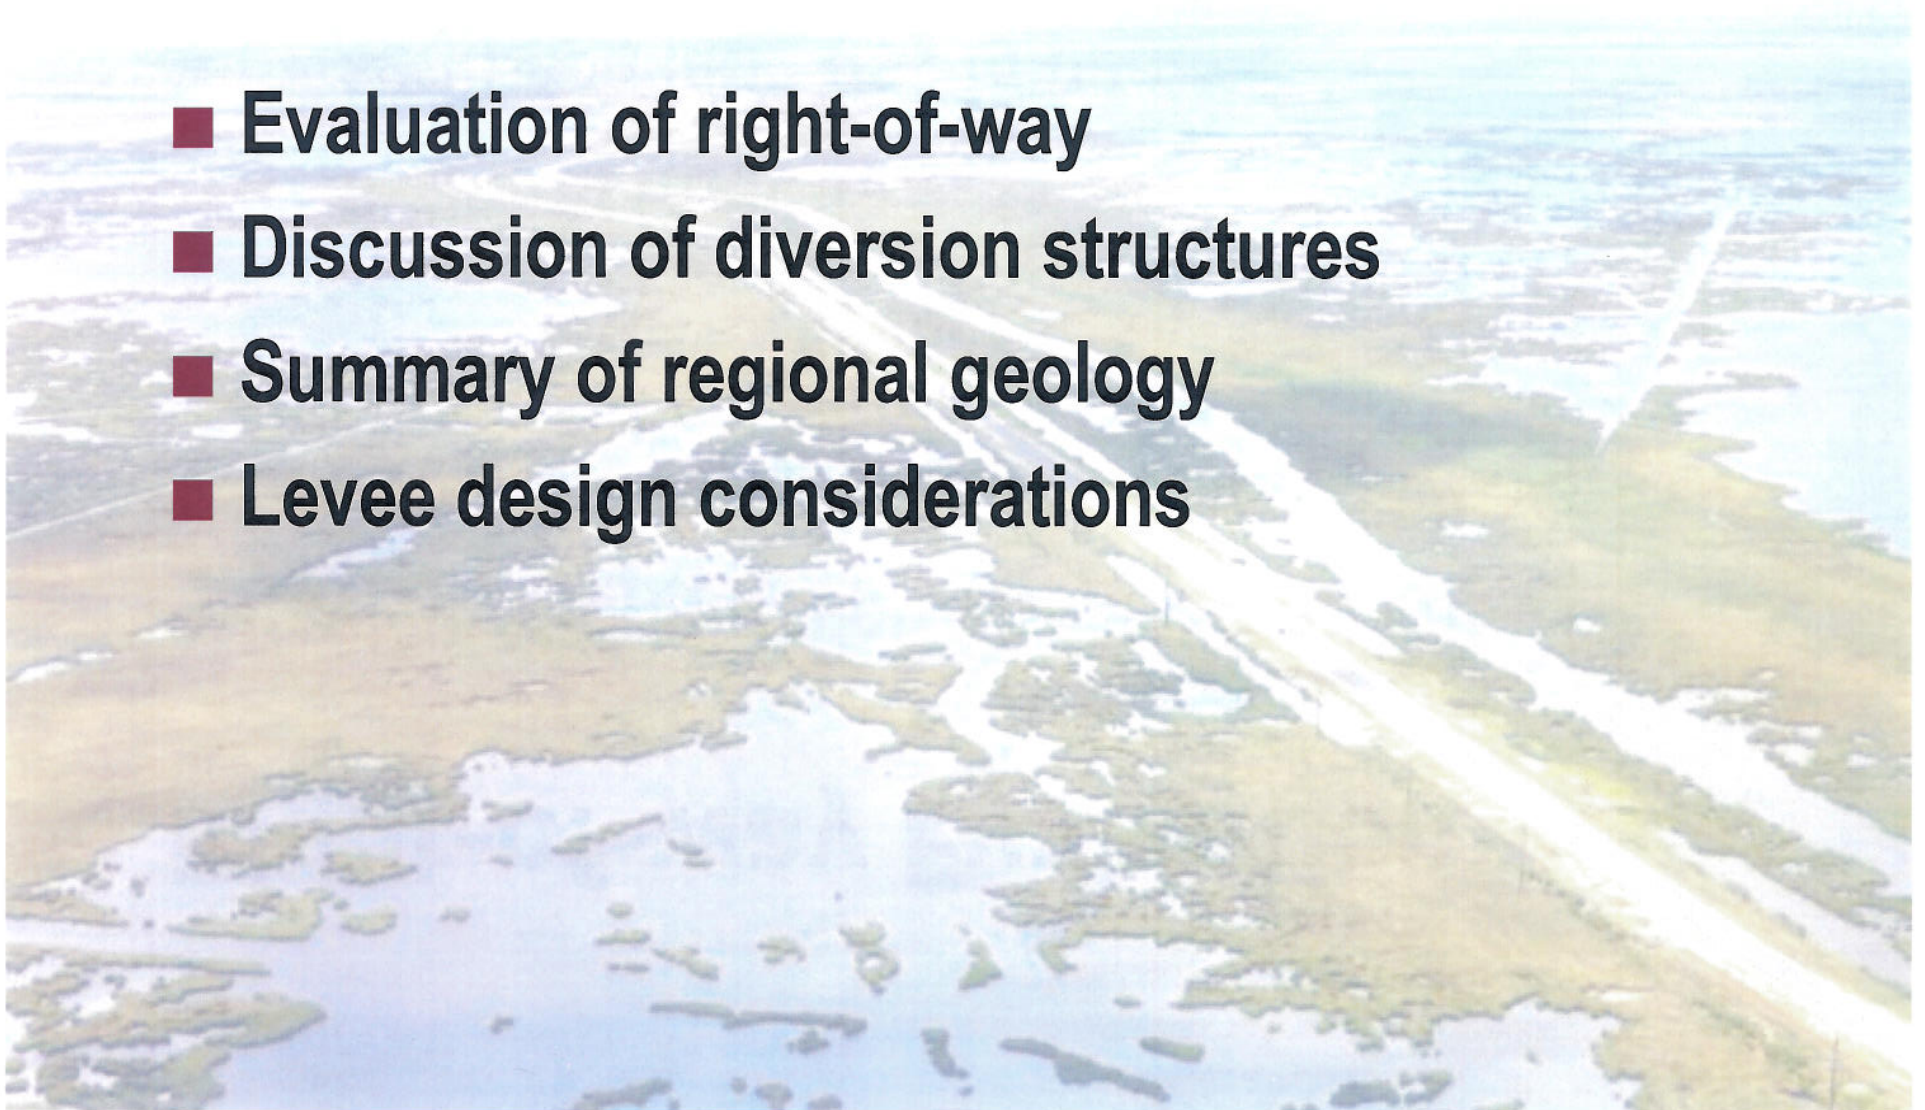 Evaluation of right-of-way
Discussion of diversion structures
Summary of regional geology
Levee design considerations